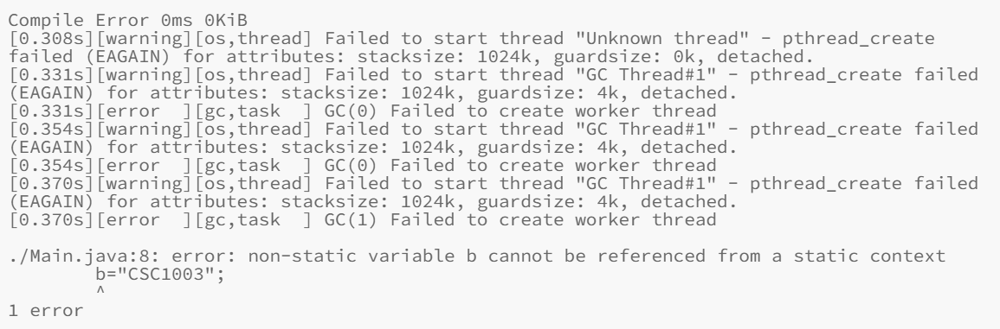 Compile Error 0ms 0KiB
[0.308s][warning][os,thread] Failed to start thread "Unknown thread" - pthread_create
failed (EAGAIN) for attributes: stacksize: 1024k, guardsize: 0k, detached.
[0.331s][warning][os,thread] Failed to start thread "GC Thread#1" - pthread_create failed
(EAGAIN) for attributes: stacksize: 1024k, guardsize: 4k, detached.
[0.331s][error  ][gc,task  ] GC(0) Failed to create worker thread
[0.354s][warning][os,thread] Failed to start thread "GC Thread#1" - pthread_create failed
(EAGAIN) for attributes: stacksize: 1024k, guardsize: 4k, detached.
[0.354s][error  ][gc,task  ] GC(0) Failed to create worker thread
[0.370s][warning][os,thread] Failed to start thread "GC Thread#1" - pthread_create failed
(EAGAIN) for attributes: stacksize: 1024k, guardsize: 4k, detached.
[0.370s][error  ][gc,task  ] GC(1) Failed to create worker thread

./Main.java:8: error: non-static variable b cannot be referenced from a static context
        b="CSC1003";
        ^
1 error